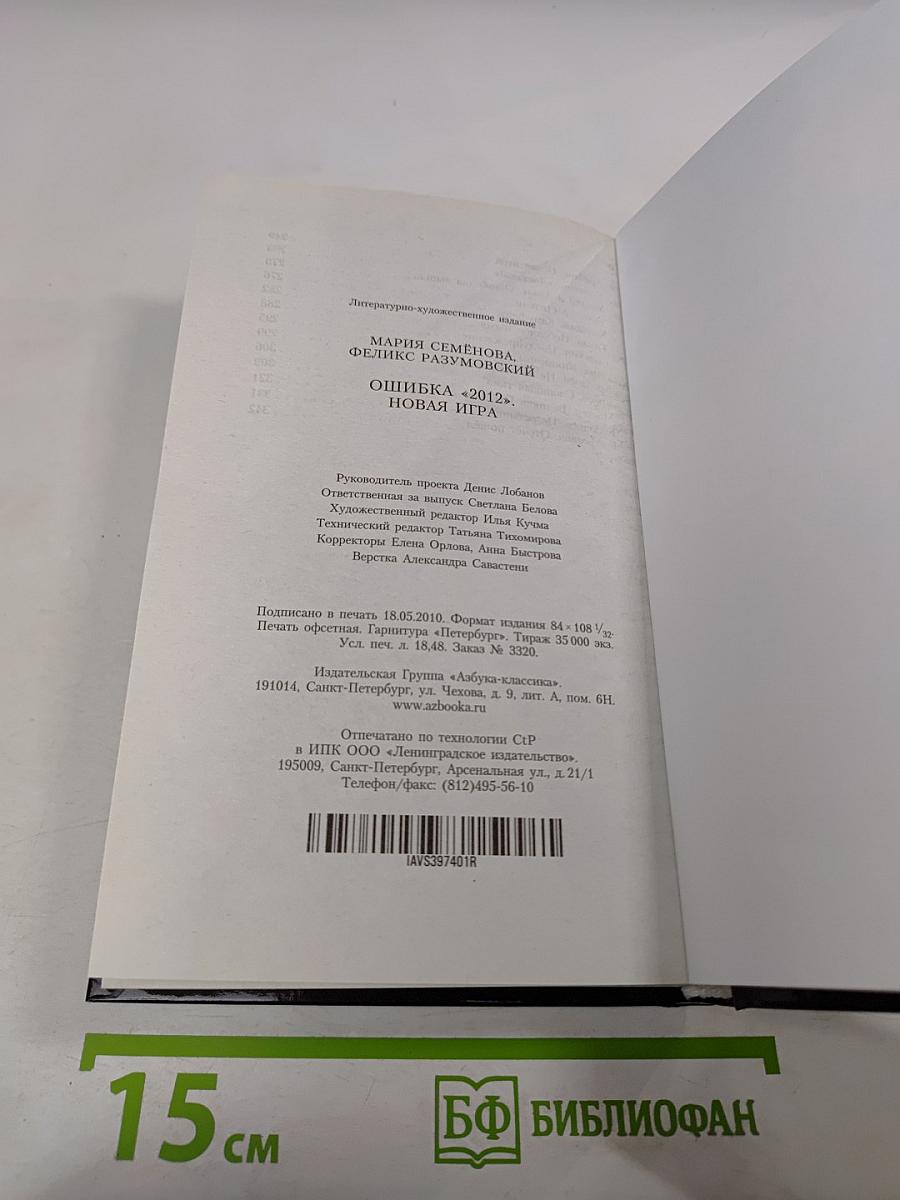 Литературно-художественное издание
МАРИЯ СЕМЁНОВА,
ФЕЛИКС РАЗУМОВСКИЙ
ОШИБКА «2012».
НОВАЯ ИГРА
Руководитель проекта Денис Лобанов
Ответственная за выпуск Светлана Белова
Художественный редактор Илья Кучма
Технический редактор Татьяна Тихомирова
Корректоры Елена Орлова, Анна Быстрова
Верстка Александра Савастени
Подписано в печать 18.05.2010. Формат издания 84 × 108 1/32.
Печать офсетная. Гарнитура «Петербург». Тираж 35 000 экз.
Усл. печ. л. 18,48. Заказ № 3320.
Издательская Группа «Азбука-классика».
191014, Санкт-Петербург, ул. Чехова, д. 9, лит. А, пом. 6Н.
www.azbooka.ru
Отпечатано по технологии CtP
в ИПК ООО «Ленинградское издательство».
195009, Санкт-Петербург, Арсенальная ул., д. 21/1
Телефон/факс: (812)495-56-10
IAVS397401R
15 см
БФ БИБЛИОФАН